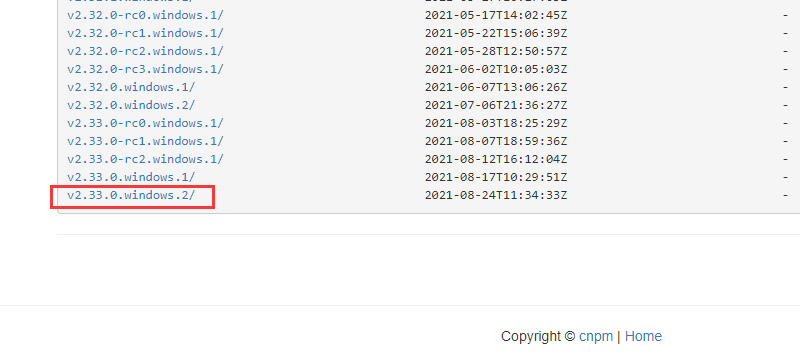 v2.32.0-rc0.windows.1/ 2021-05-17T14:02:45Z -
v2.32.0-rc1.windows.1/ 2021-05-22T15:06:39Z -
v2.32.0-rc2.windows.1/ 2021-05-28T12:50:57Z -
v2.32.0-rc3.windows.1/ 2021-06-02T10:05:03Z -
v2.32.0.windows.1/ 2021-06-07T13:06:26Z -
v2.32.0.windows.2/ 2021-07-06T21:36:27Z -
v2.33.0-rc0.windows.1/ 2021-08-03T18:25:29Z -
v2.33.0-rc1.windows.1/ 2021-08-07T18:59:36Z -
v2.33.0-rc2.windows.1/ 2021-08-12T16:12:04Z -
v2.33.0.windows.1/ 2021-08-17T10:29:51Z -
v2.33.0.windows.2/ 2021-08-24T11:34:33Z -
Copyright © cnpm | Home